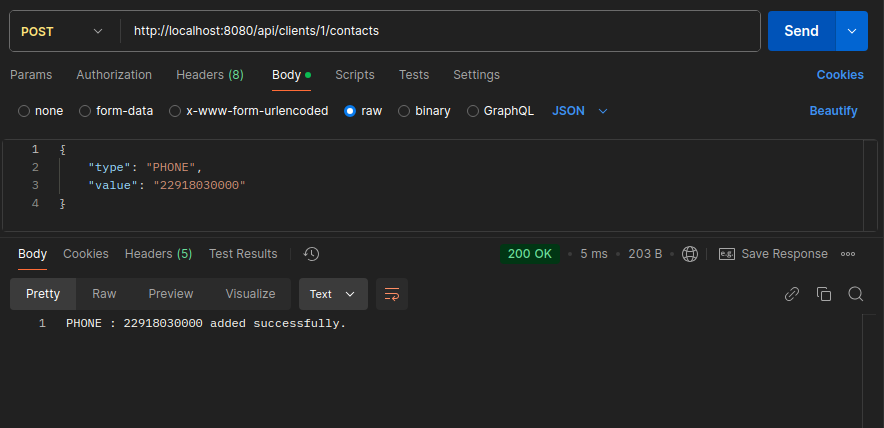 POST http://localhost:8080/api/clients/1/contacts Send
Params Authorization Headers (8) Body Scripts Tests Settings Cookies
none form-data x-www-form-urlencoded raw binary GraphQL JSON Beautify
1 {
2 "type": "PHONE",
3 "value": "22918030000"
4 }
Body Cookies Headers (5) Test Results 200 OK • 5 ms • 203 B e.g. Save Response
Pretty Raw Preview Visualize Text
1 PHONE : 22918030000 added successfully.